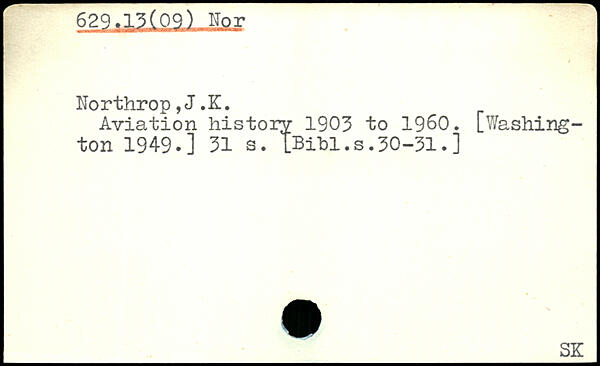 629.13(09) Nor
Northrop,J.K.
Aviation history 1903 to 1960. [Washing-
ton 1949.] 31 s. [Bibl.s.30-31.]
SK